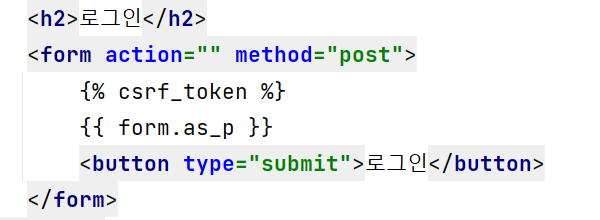 <h2>로그인</h2>
<form action="" method="post">
{% csrf_token %}
{{ form.as_p }}
<button type="submit">로그인</button>
</form>